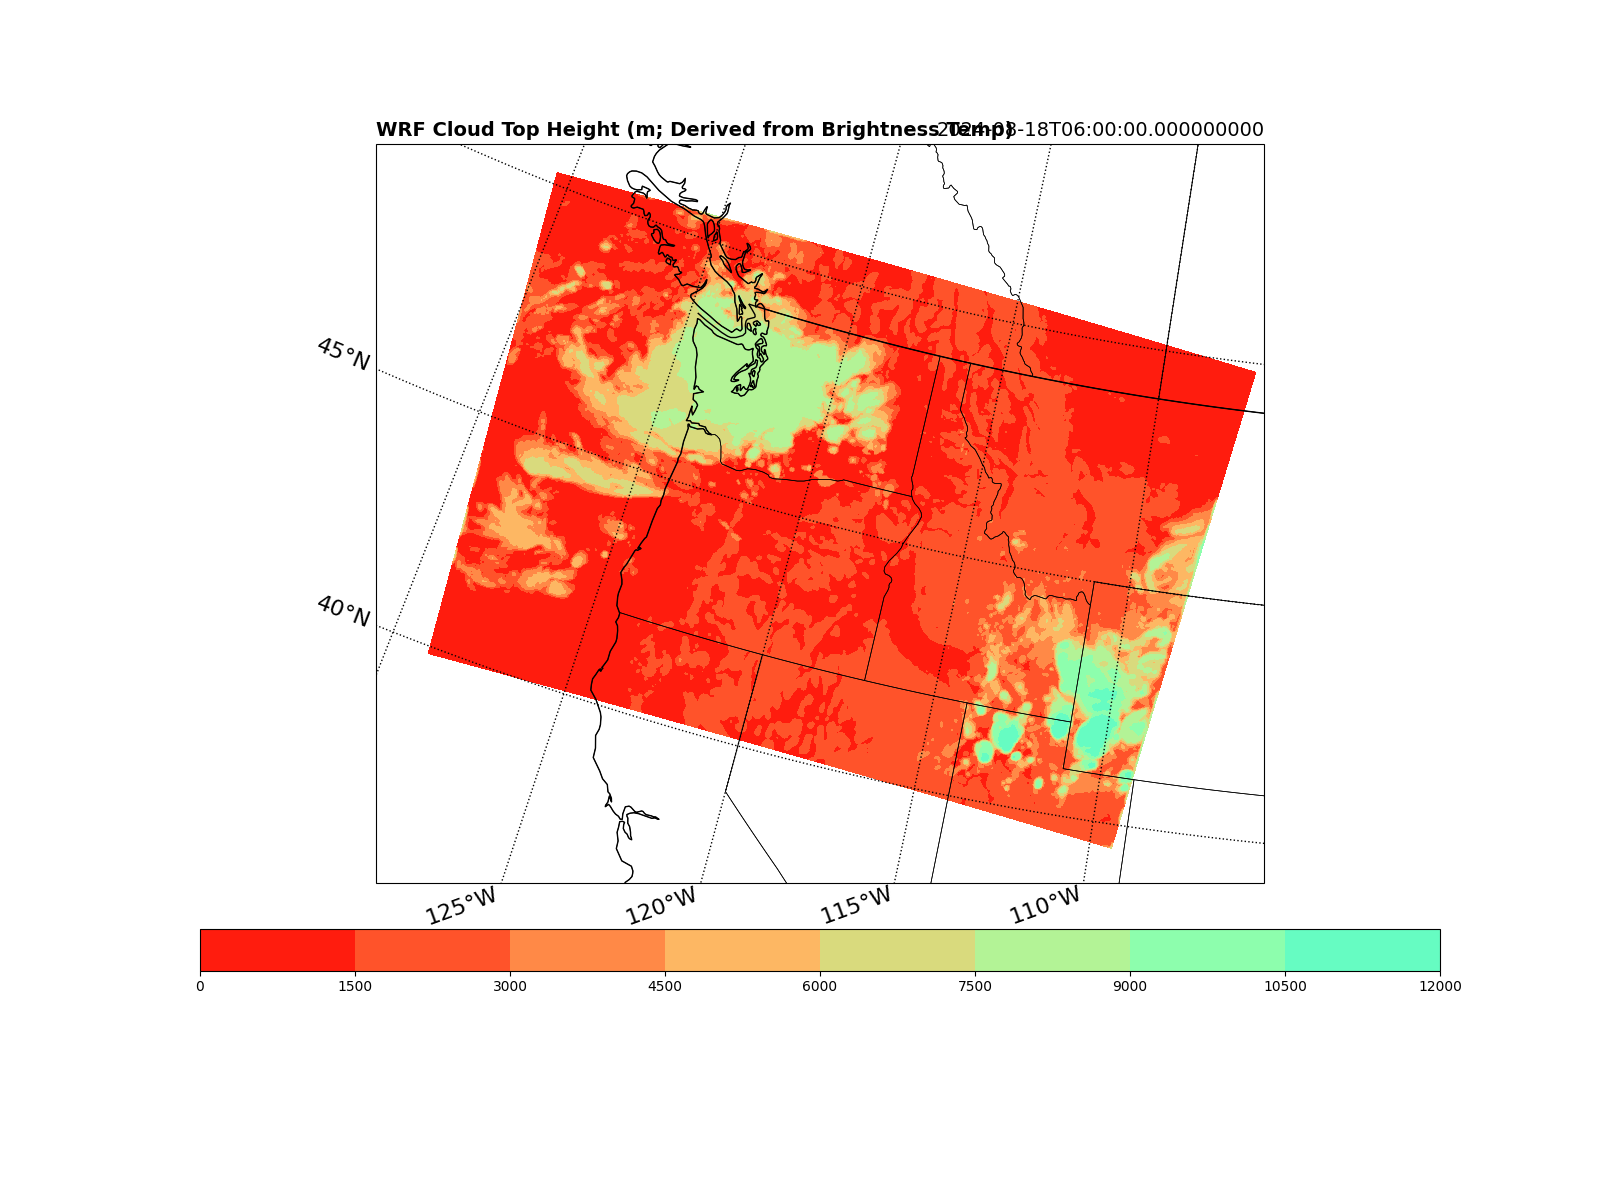 WRF Cloud Top Height (m; Derived from Brightness Temp) 2024-08-18T06:00:00.000000000
45°N
40°N
125°W 120°W 115°W 110°W
0 1500 3000 4500 6000 7500 9000 10500 12000